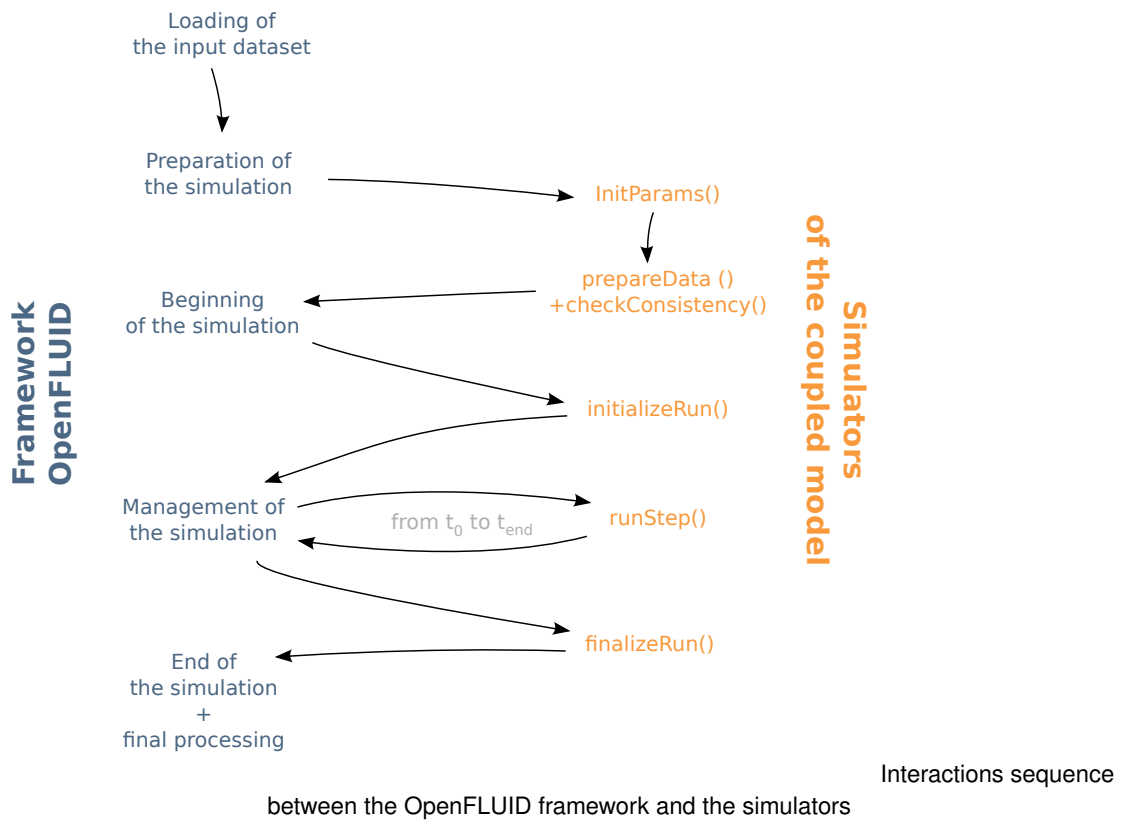 Loading of
the input dataset
Preparation of
the simulation
InitParams()
prepareData ()
+checkConsistency()
Beginning
of the simulation
Framework
OpenFLUID
Simulators
of the coupled model
initializeRun()
Management of
the simulation
from t0 to tend
runStep()
finalizeRun()
End of
the simulation
+
final processing
Interactions sequence
between the OpenFLUID framework and the simulators